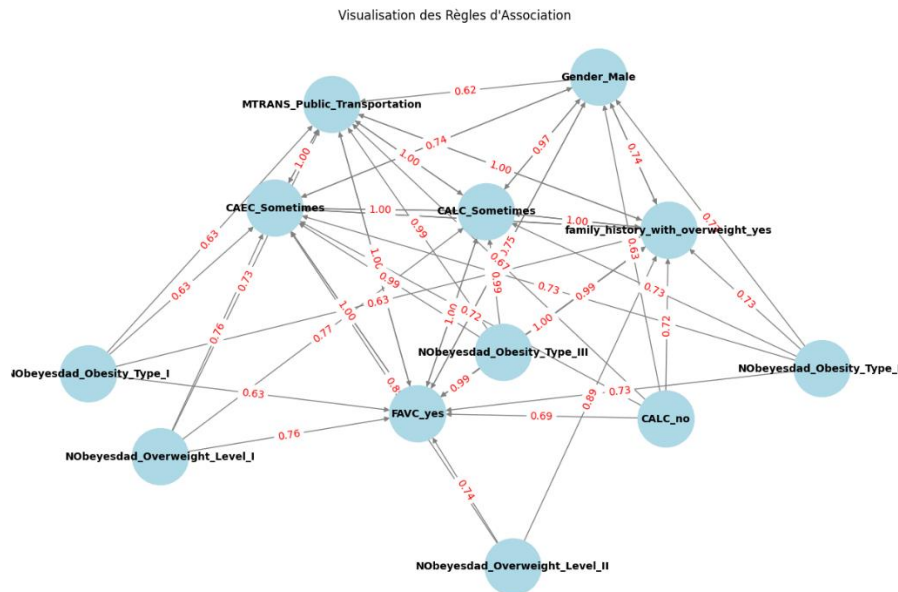 Visualisation des Règles d'Association
Gender_Male
0.62
MTRANS_Public_Transportation
0.74
0.97
0.74
1.00
1.00
1.00
CAEC_Sometimes
1.00
CALC_Sometimes
1.00
family_history_with_overweight_yes
0.63
0.99
0.75
0.63
0.73
1.00
0.67
0.63
0.73
0.99
0.99
0.99
0.73
0.73
0.63
0.76
0.77
1.00
0.72
1.00
1.00
0.72
NObeyesdad_Obesity_Type_III
NObeyesdad_Obesity_Type_I
NObeyesdad_Obesity_Type_I
0.99
0.73
0.63
0.89
FAVC_yes
0.69
CALC_no
0.76
NObeyesdad_Overweight_Level_I
0.74
NObeyesdad_Overweight_Level_II